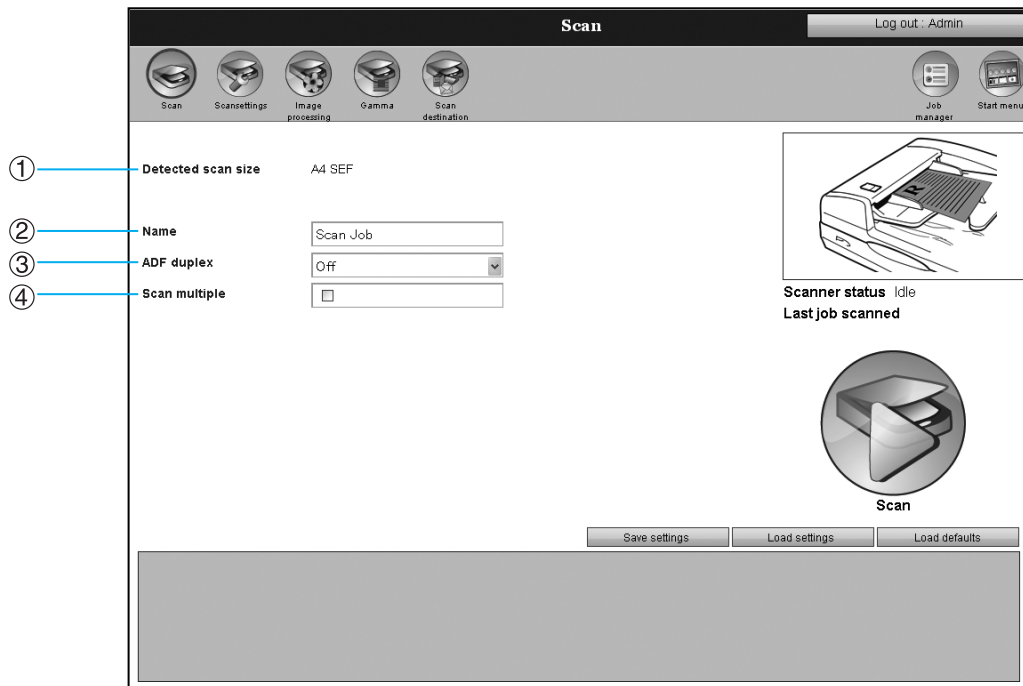 Scan
Log out : Admin
Scan
Scansettings
Image
processing
Gamma
Scan
destination
Job
manager
Start menu
① Detected scan size A4 SEF
② Name Scan Job
③ ADF duplex Off
④ Scan multiple
R
Scanner status Idle
Last job scanned
Scan
Save settings Load settings Load defaults